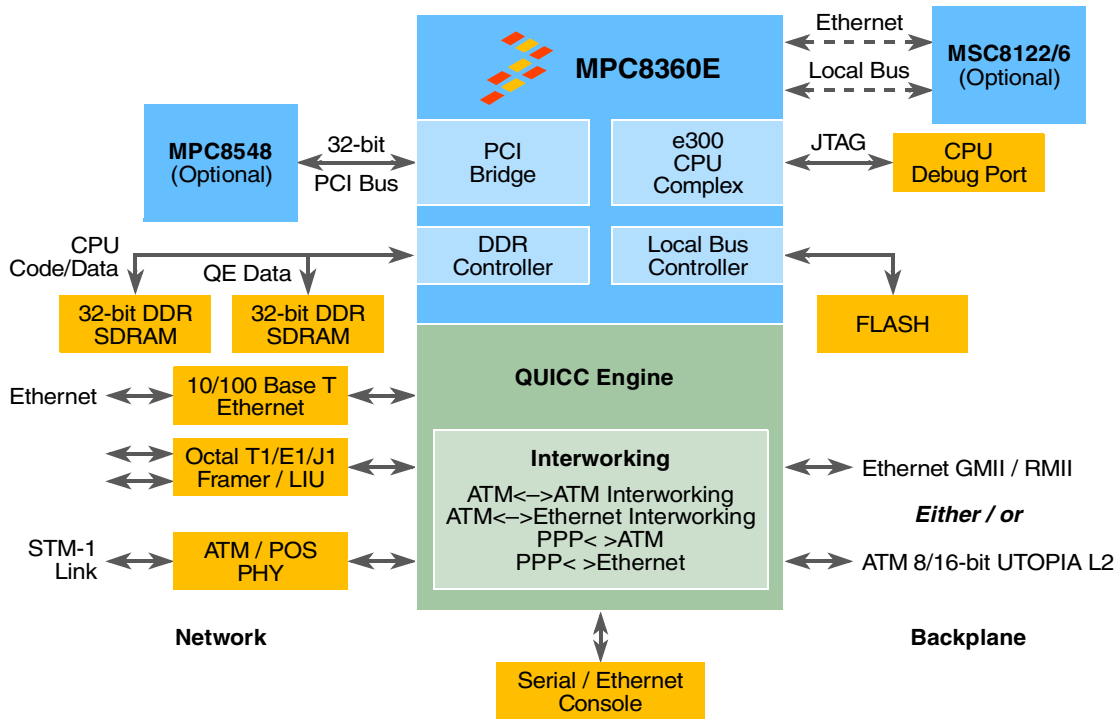 Ethernet
MPC8360E
MSC8122/6
(Optional)
Local Bus
MPC8548
(Optional)
32-bit
PCI Bus
PCI
Bridge
e300
CPU
Complex
JTAG
CPU
Debug Port
CPU
Code/Data
QE Data
DDR
Controller
Local Bus
Controller
32-bit DDR
SDRAM
32-bit DDR
SDRAM
FLASH
QUICC Engine
Ethernet
10/100 Base T
Ethernet
Octal T1/E1/J1
Framer / LIU
Interworking
ATM<–>ATM Interworking
ATM<–>Ethernet Interworking
PPP< >ATM
PPP< >Ethernet
Ethernet GMII / RMII
Either / or
ATM 8/16-bit UTOPIA L2
STM-1
Link
ATM / POS
PHY
Network
Backplane
Serial / Ethernet
Console